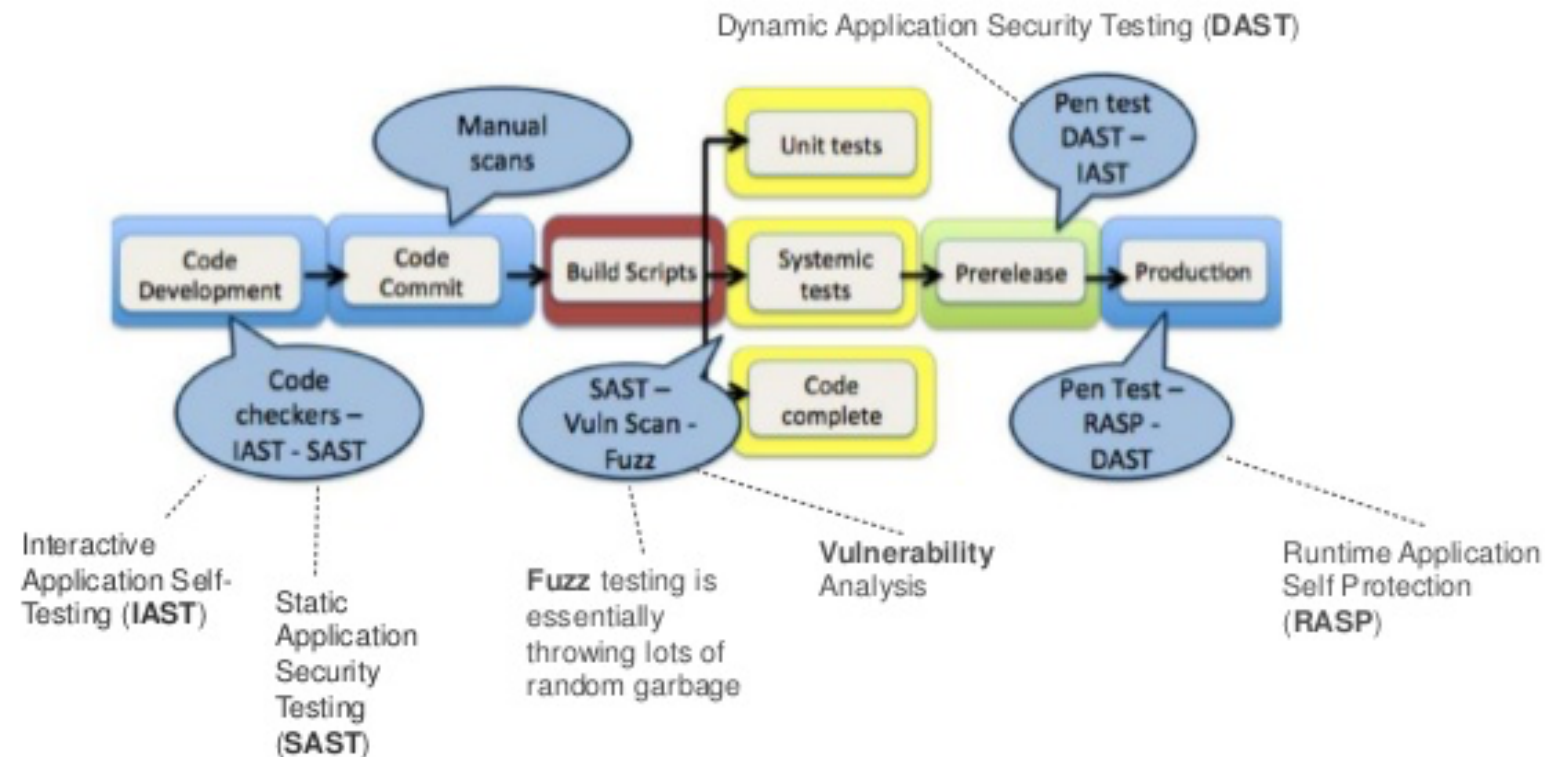 Dynamic Application Security Testing (DAST)
Manual
scans
Unit tests
Pen test
DAST –
IAST
Code
Development
Code
Commit
Build Scripts
Systemic
tests
Prerelease
Production
Code
checkers –
IAST - SAST
SAST –
Vuln Scan -
Fuzz
Code
complete
Pen Test –
RASP -
DAST
Interactive
Application Self-
Testing (IAST)
Static
Application
Security
Testing
(SAST)
Fuzz testing is
essentially
throwing lots of
random garbage
Vulnerability
Analysis
Runtime Application
Self Protection
(RASP)